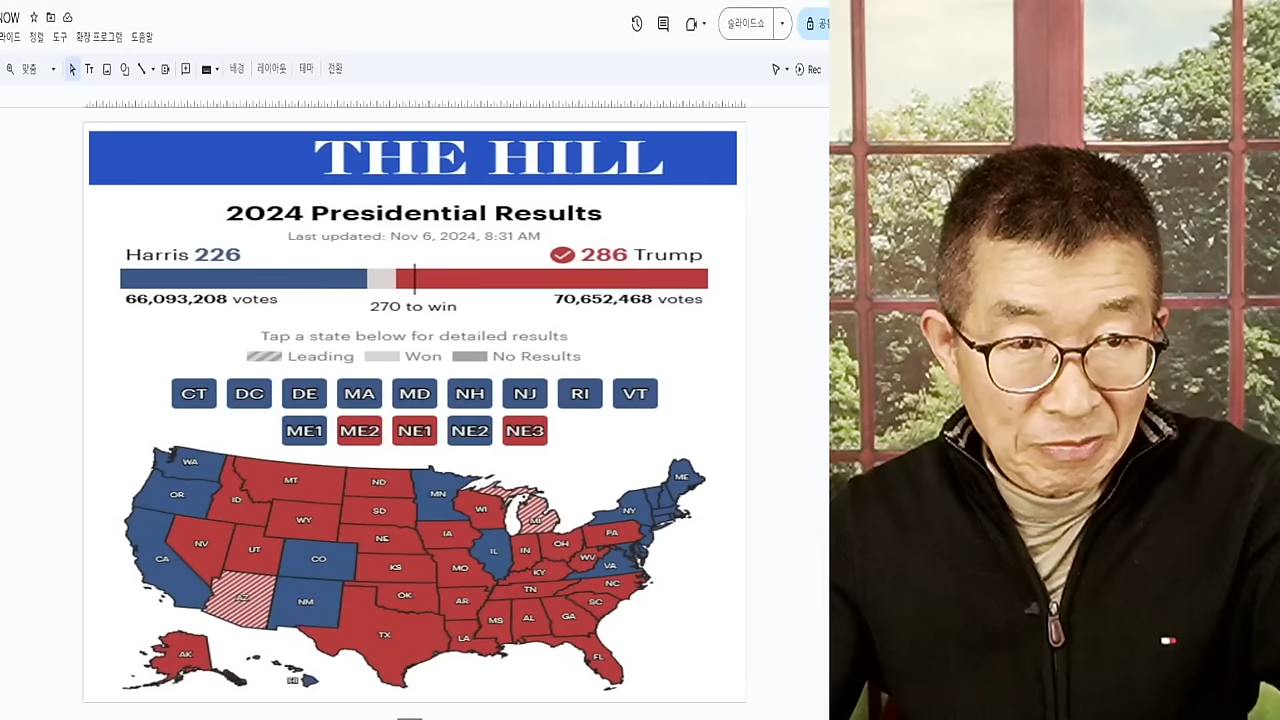 NOW
라이드 정렬 도구 확장 프로그램 도움말
슬라이드쇼
공유
맞춤 Tr 배경 레이아웃 테마 전환 Rec
THE HILL
2024 Presidential Results
Last updated: Nov 6, 2024, 8:31 AM
Harris 226 286 Trump
66,093,208 votes 270 to win 70,652,468 votes
Tap a state below for detailed results
Leading Won No Results
CT DC DE MA MD NH NJ RI VT
ME1 ME2 NE1 NE2 NE3
WA
OR
CA
ID
NV
MT
WY
UT
AZ
CO
NM
ND
SD
NE
KS
OK
TX
MN
IA
MO
AR
LA
WI
IL
MI
IN
OH
KY
TN
MS
AL
GA
FL
SC
NC
VA
WV
PA
NY
ME
AK
HI